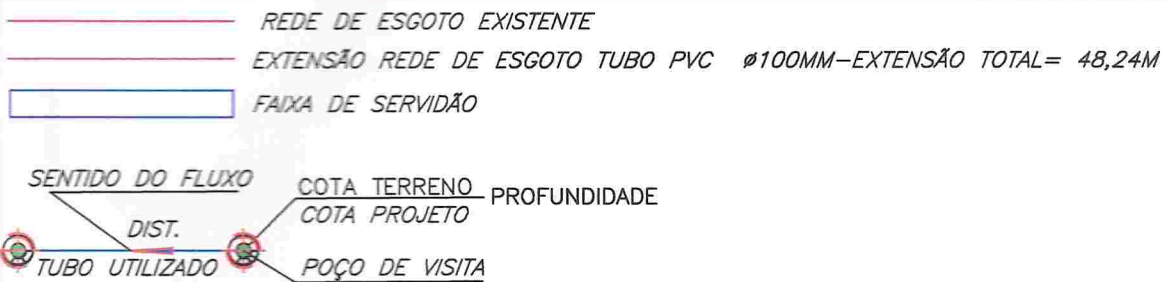 REDE DE ESGOTO EXISTENTE
EXTENSÃO REDE DE ESGOTO TUBO PVC ø100MM-EXTENSÃO TOTAL= 48,24M
FAIXA DE SERVIDÃO
SENTIDO DO FLUXO
COTA TERRENO
PROFUNDIDADE
COTA PROJETO
DIST.
TUBO UTILIZADO
POÇO DE VISITA